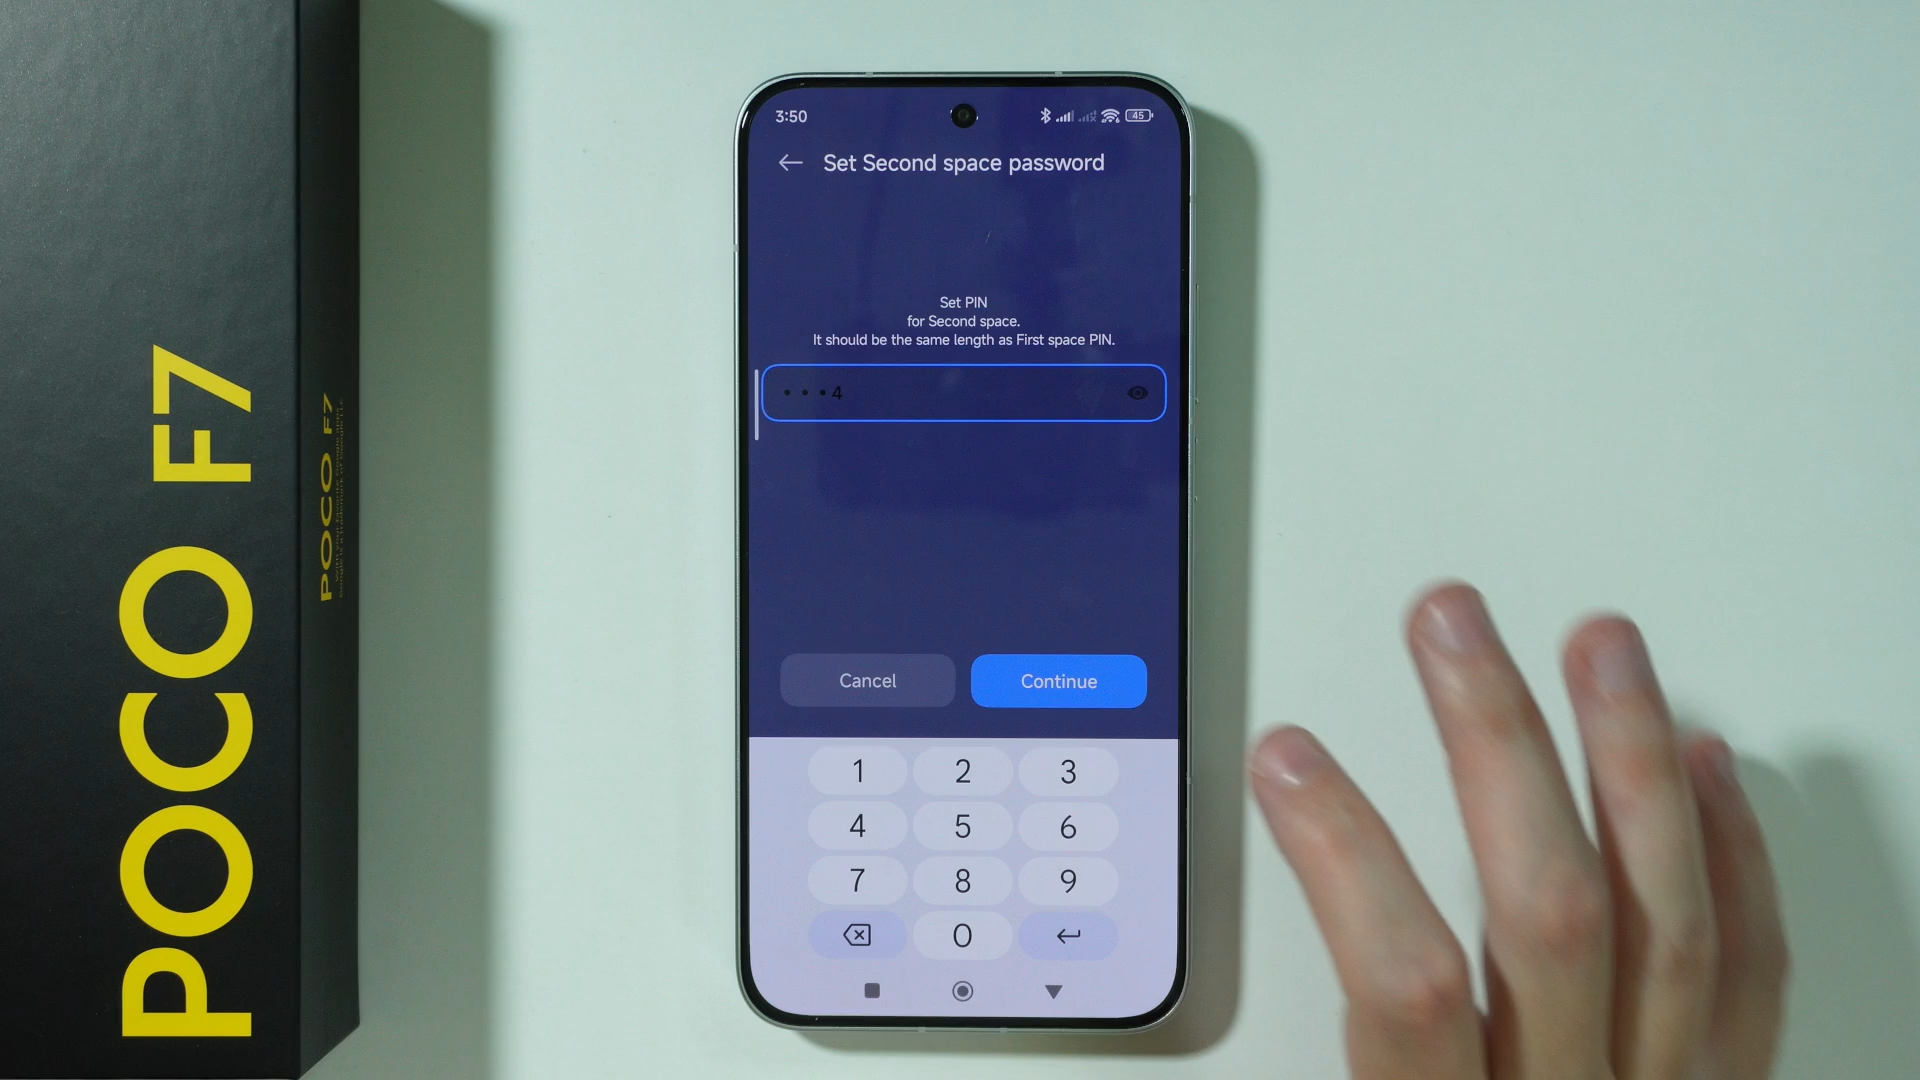 POCO F7
POCO F7
3:50
45
Set Second space password
Set PIN
for Second space.
It should be the same length as First space PIN.
• • • 4
Cancel
Continue
1 2 3
4 5 6
7 8 9
0